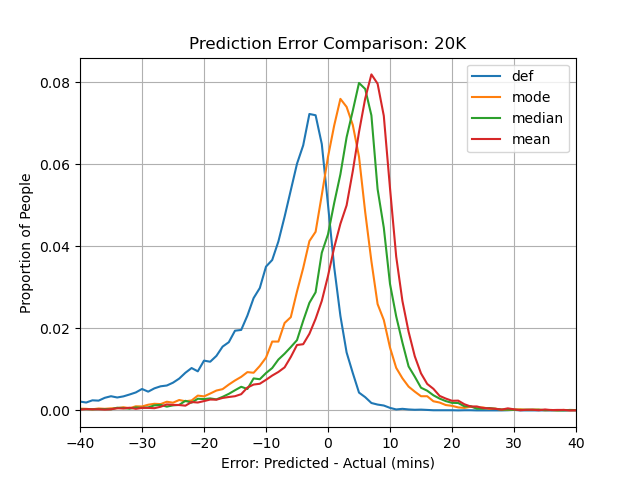 Prediction Error Comparison: 20K
def
mode
median
mean
0.08
0.06
0.04
0.02
0.00
Proportion of People
−40 −30 −20 −10 0 10 20 30 40
Error: Predicted - Actual (mins)